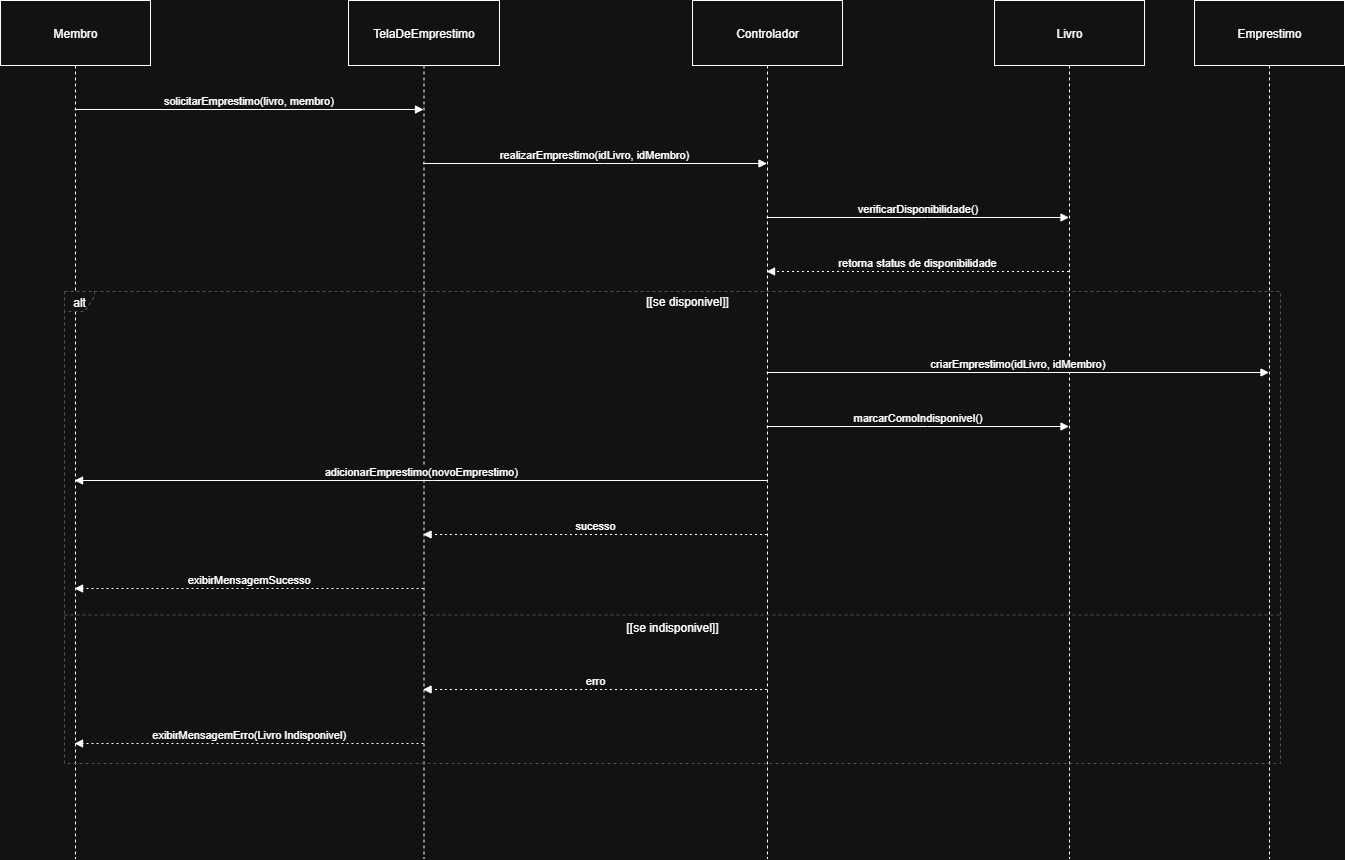 Membro
TelaDeEmprestimo
Controlador
Livro
Emprestimo
solicitarEmprestimo(livro, membro)
realizarEmprestimo(idLivro, idMembro)
verificarDisponibilidade()
retorna status de disponibilidade
alt
[[se disponivel]]
criarEmprestimo(idLivro, idMembro)
marcarComoIndisponivel()
adicionarEmprestimo(novoEmprestimo)
sucesso
exibirMensagemSucesso
[[se indisponivel]]
erro
exibirMensagemErro(Livro Indisponivel)